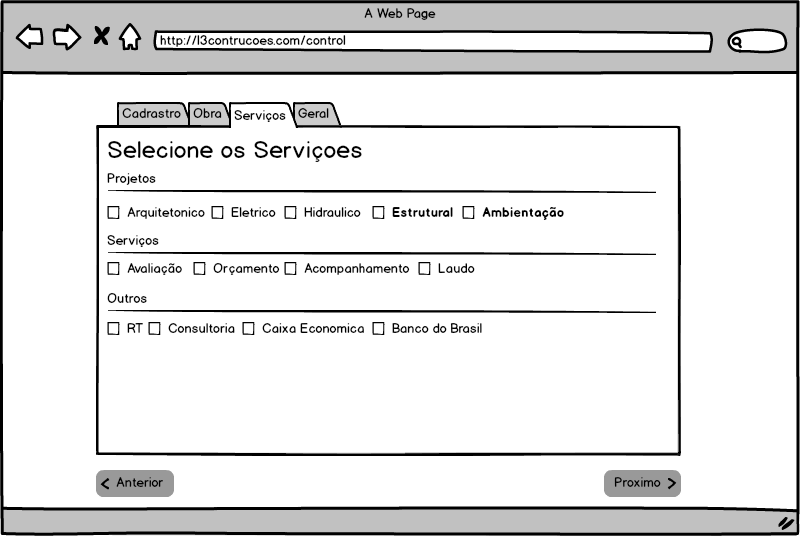 A Web Page
http://l3contrucoes.com/control
Cadrastro Obra Serviços Geral
Selecione os Serviçoes
Projetos
Arquitetonico Eletrico Hidraulico Estrutural Ambientação
Serviços
Avaliação Orçamento Acompanhamento Laudo
Outros
RT Consultoria Caixa Economica Banco do Brasil
Anterior Proximo